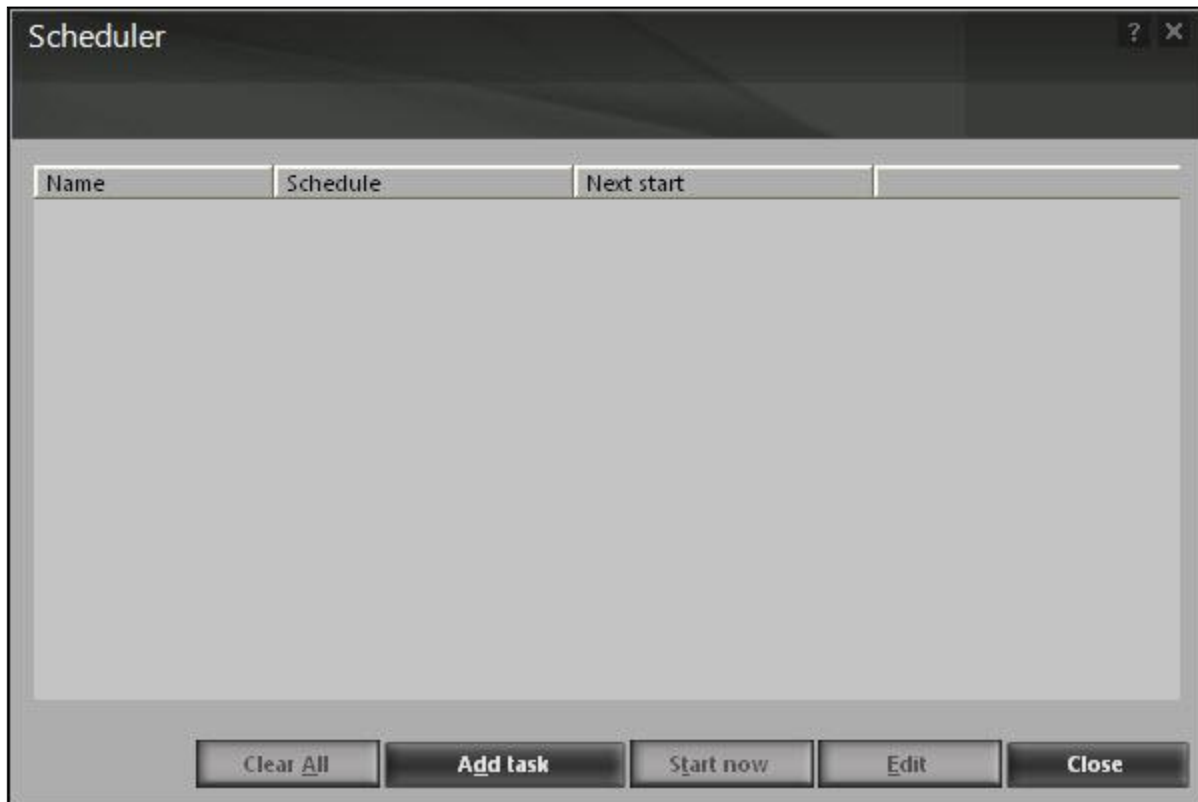 Scheduler
? ×
Name Schedule Next start
Clear All Add task Start now Edit Close